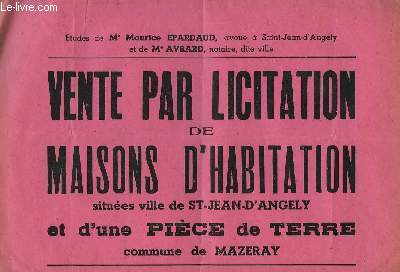 Le-livre.com
Études de Me Maurice EPARDAUD, avoué à Saint-Jean-d'Angely
et de Me AVRARD, notaire, dite ville
VENTE PAR LICITATION
DE
MAISONS D'HABITATION
situées ville de ST-JEAN-D'ANGELY
et d'une PIÈCE de TERRE
commune de MAZERAY